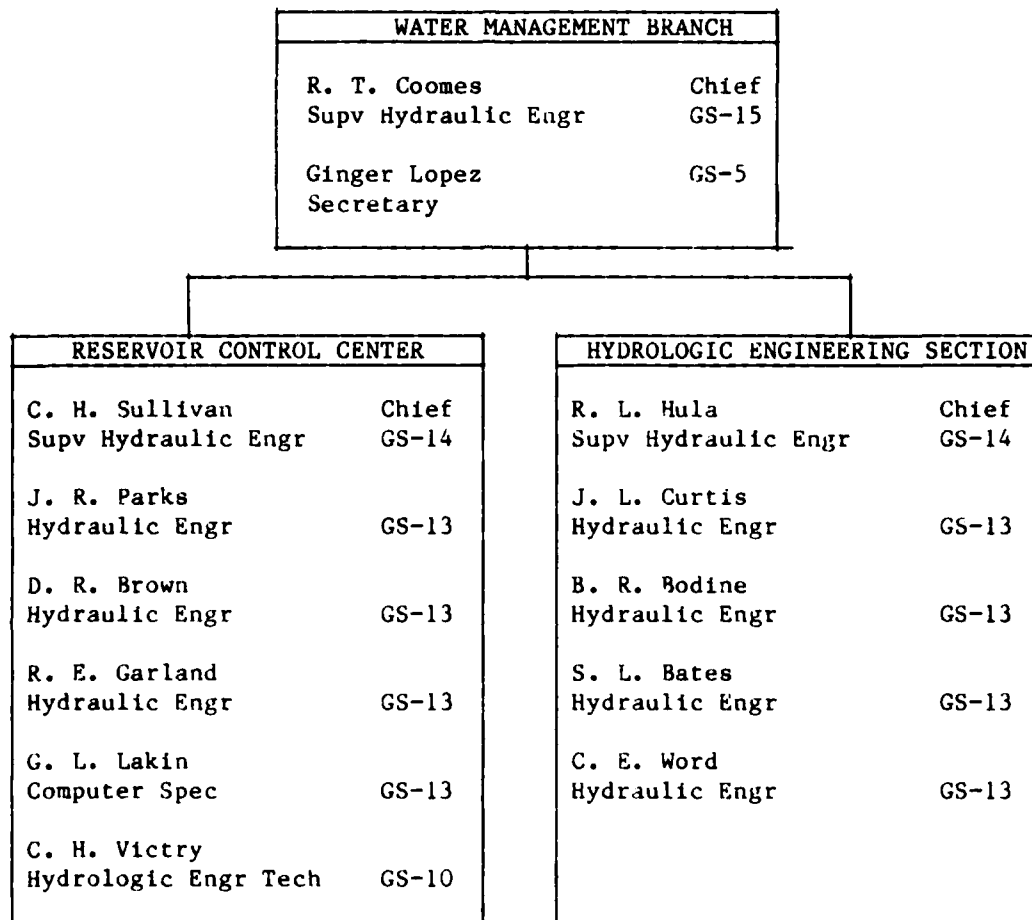 WATER MANAGEMENT BRANCH
R. T. Coomes Chief
Supv Hydraulic Engr GS-15
Ginger Lopez GS-5
Secretary
RESERVOIR CONTROL CENTER
C. H. Sullivan Chief
Supv Hydraulic Engr GS-14
J. R. Parks
Hydraulic Engr GS-13
D. R. Brown
Hydraulic Engr GS-13
R. E. Garland
Hydraulic Engr GS-13
G. L. Lakin
Computer Spec GS-13
C. H. Victry
Hydrologic Engr Tech GS-10
HYDROLOGIC ENGINEERING SECTION
R. L. Hula Chief
Supv Hydraulic Engr GS-14
J. L. Curtis
Hydraulic Engr GS-13
B. R. Bodine
Hydraulic Engr GS-13
S. L. Bates
Hydraulic Engr GS-13
C. E. Word
Hydraulic Engr GS-13